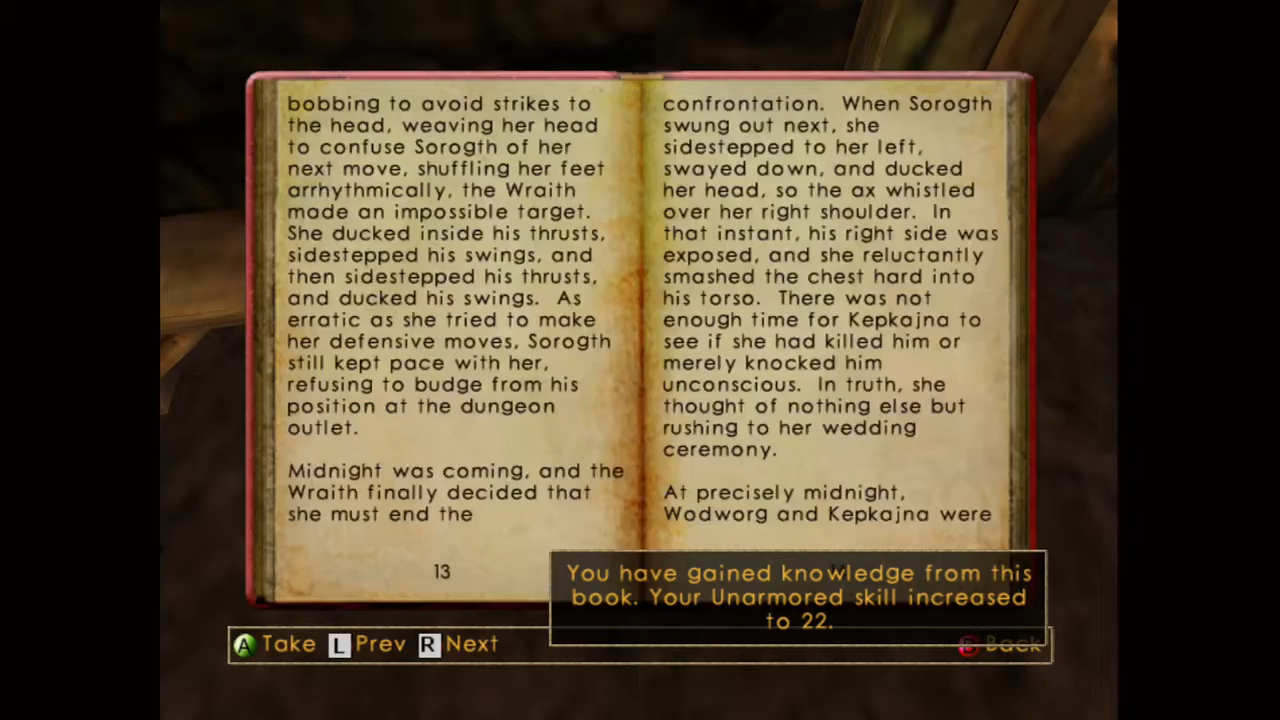 bobbing to avoid strikes to
the head, weaving her head
to confuse Sorogth of her
next move, shuffling her feet
arrhythmically, the Wraith
made an impossible target.
She ducked inside his thrusts,
sidestepped his swings, and
then sidestepped his thrusts,
and ducked his swings. As
erratic as she tried to make
her defensive moves, Sorogth
still kept pace with her,
refusing to budge from his
position at the dungeon
outlet.
Midnight was coming, and the
Wraith finally decided that
she must end the
13
confrontation. When Sorogth
swung out next, she
sidestepped to her left,
swayed down, and ducked
her head, so the ax whistled
over her right shoulder. In
that instant, his right side was
exposed, and she reluctantly
smashed the chest hard into
his torso. There was not
enough time for Kepkajna to
see if she had killed him or
merely knocked him
unconscious. In truth, she
thought of nothing else but
rushing to her wedding
ceremony.
At precisely midnight,
Wodworg and Kepkajna were
You have gained knowledge from this
book. Your Unarmored skill increased
to 22.
A Take L Prev R Next
B Back